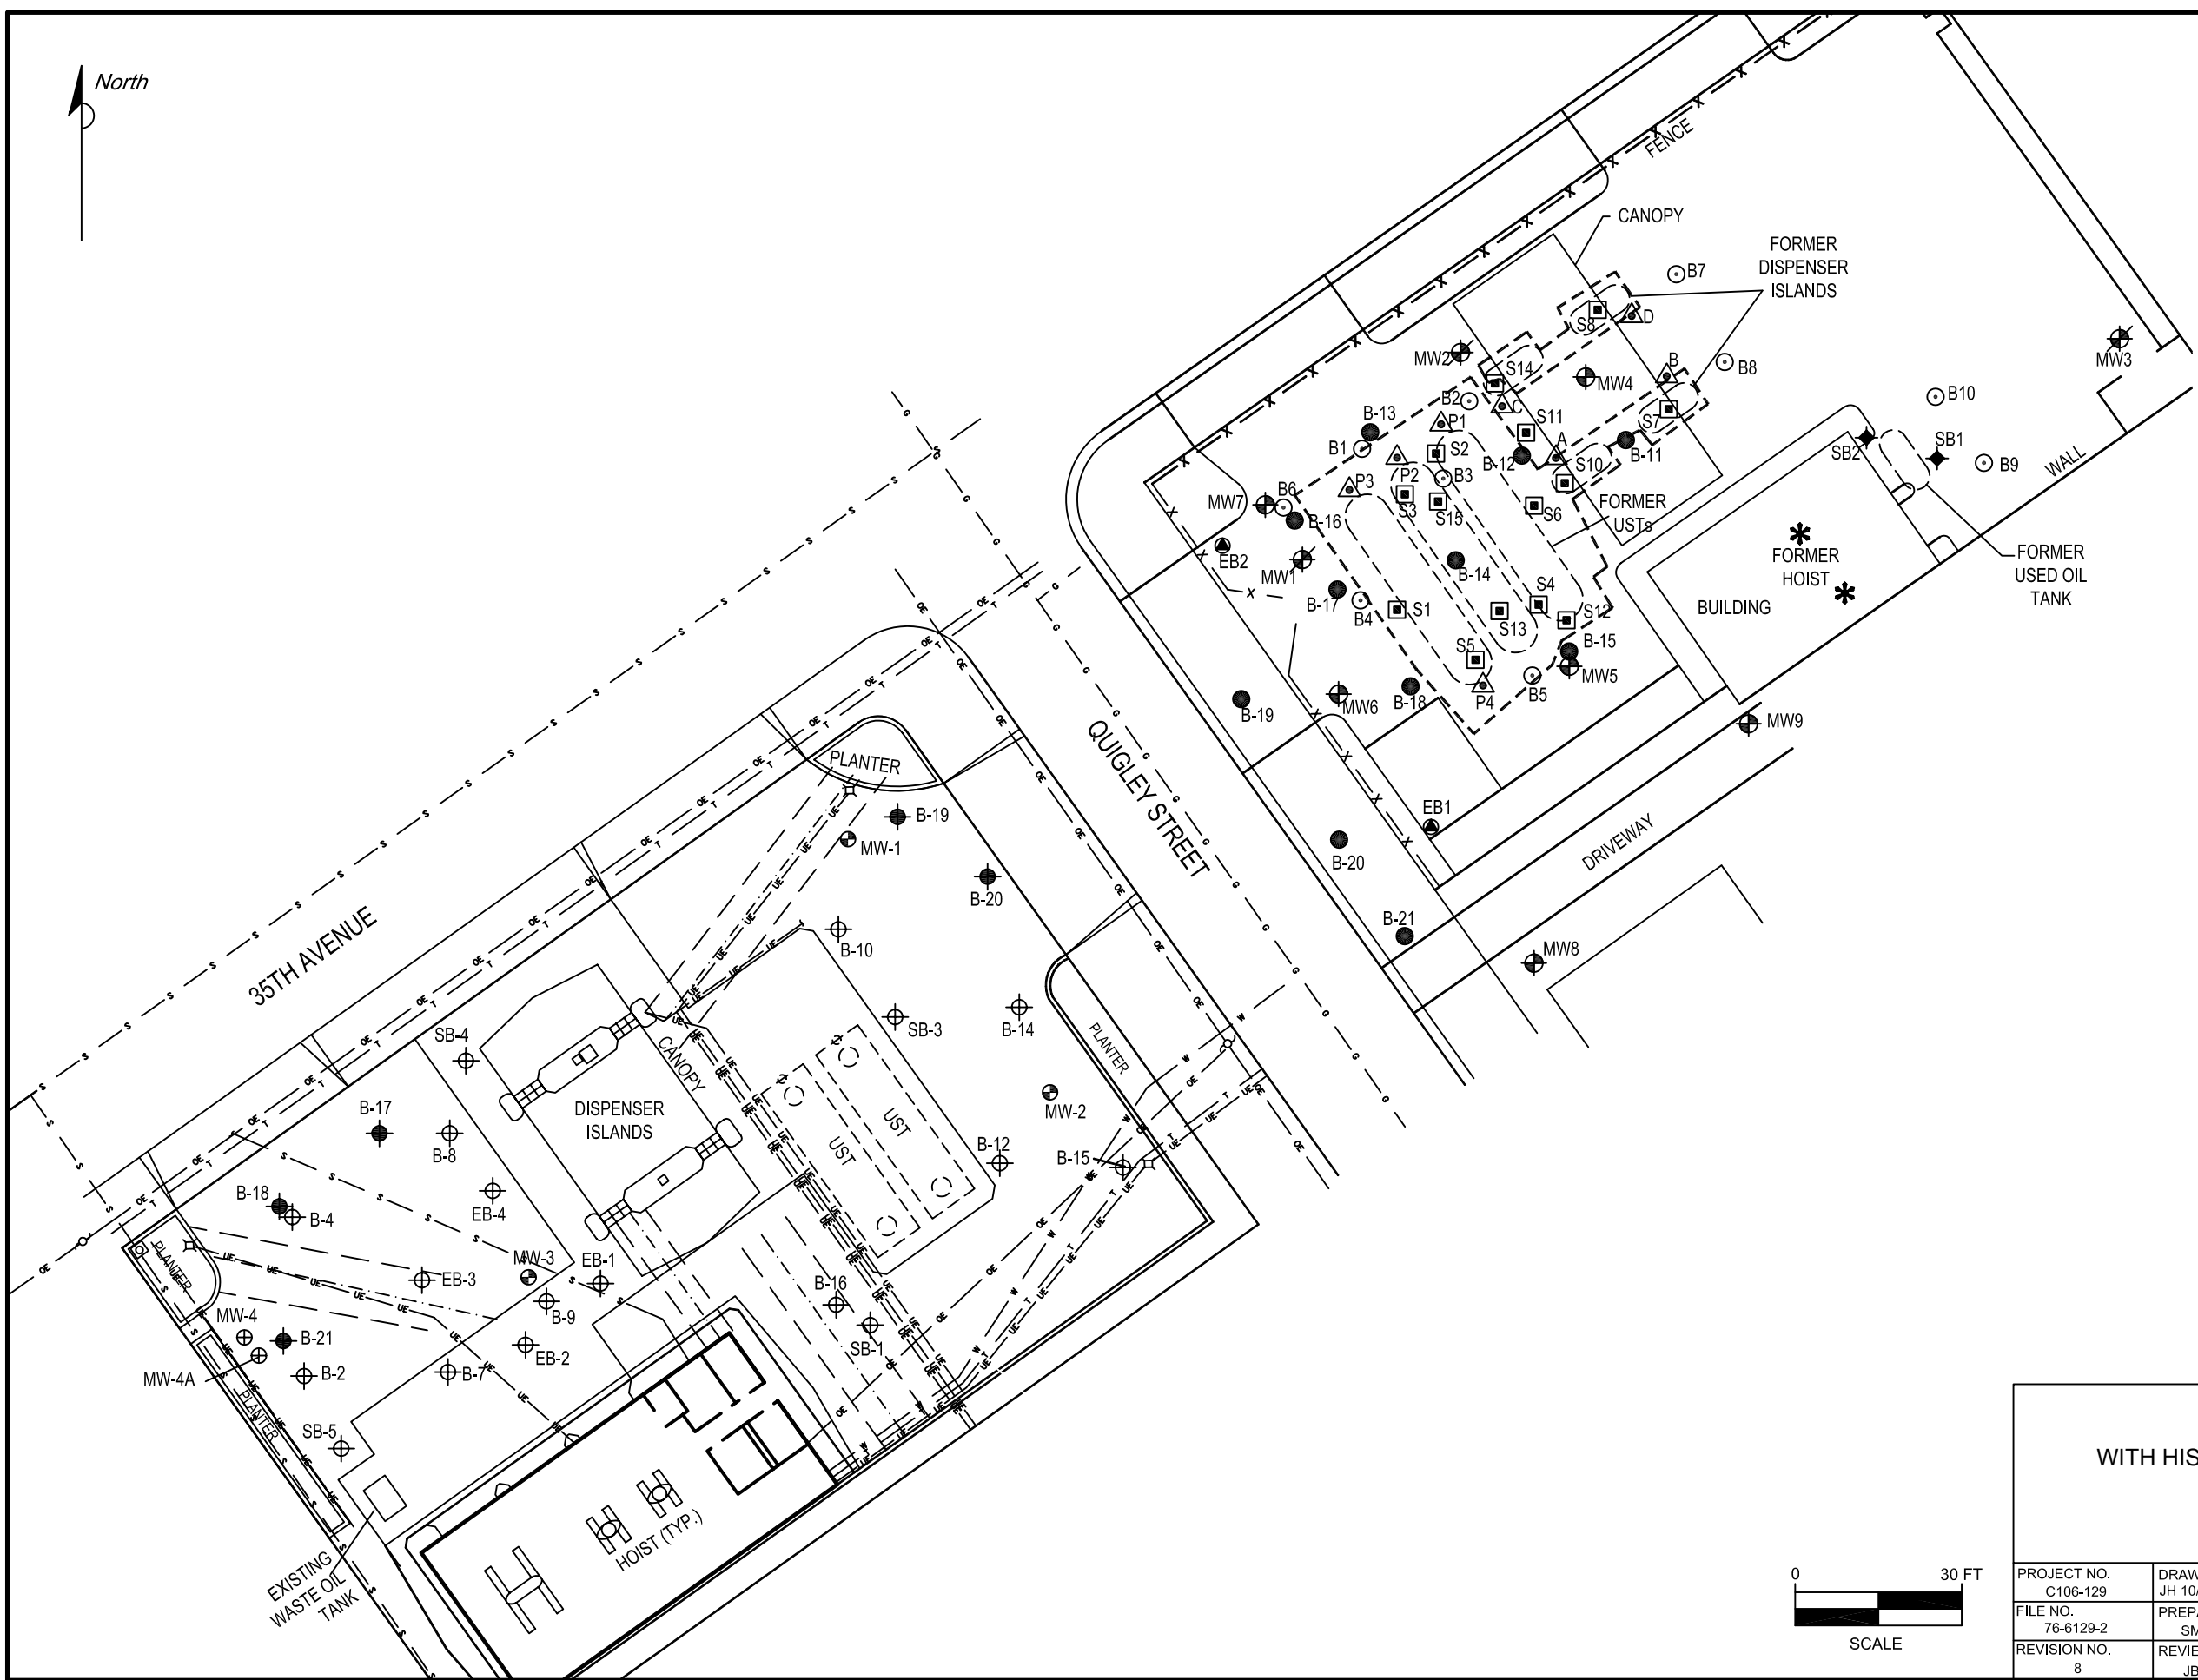 North
FENCE
CANOPY
FORMER
DISPENSER
ISLANDS
B7
D
S8
MW2
S14
MW4
B
B8
MW3
B10
B2
C
S7
B-13
P1
S11
A
B1
S2
B-12
S10
B-11
SB2
SB1
B9
WALL
P3
P2
B3
MW7
B6
S3
S15
S6
FORMER
USTs
B-16
EB2
MW1
B-14
FORMER
HOIST
FORMER
USED OIL
TANK
B-17
B4
S1
S4
S13
S12
BUILDING
S5
B-15
MW5
B-19
MW6
B-18
P4
B5
MW9
QUIGLEY STREET
PLANTER
EB1
B-19
MW-1
B-20
DRIVEWAY
B-20
B-10
B-21
MW8
35TH AVENUE
SB-4
SB-3
B-14
CANOPY
PLANTER
B-17
B-8
DISPENSER
ISLANDS
UST
UST
MW-2
B-12
B-15
B-18
B-4
EB-4
PLANTER
MW-3
EB-1
EB-3
B-9
B-16
MW-4
B-21
EB-2
SB-1
MW-4A
B-2
B-7
PLANTER
SB-5
HOIST (TYP.)
EXISTING
WASTE OIL
TANK
0 30 FT
SCALE
WITH HIS
PROJECT NO.
C106-129
DRAW
JH 10/
FILE NO.
76-6129-2
PREPA
SM
REVISION NO.
8
REVIE
JB